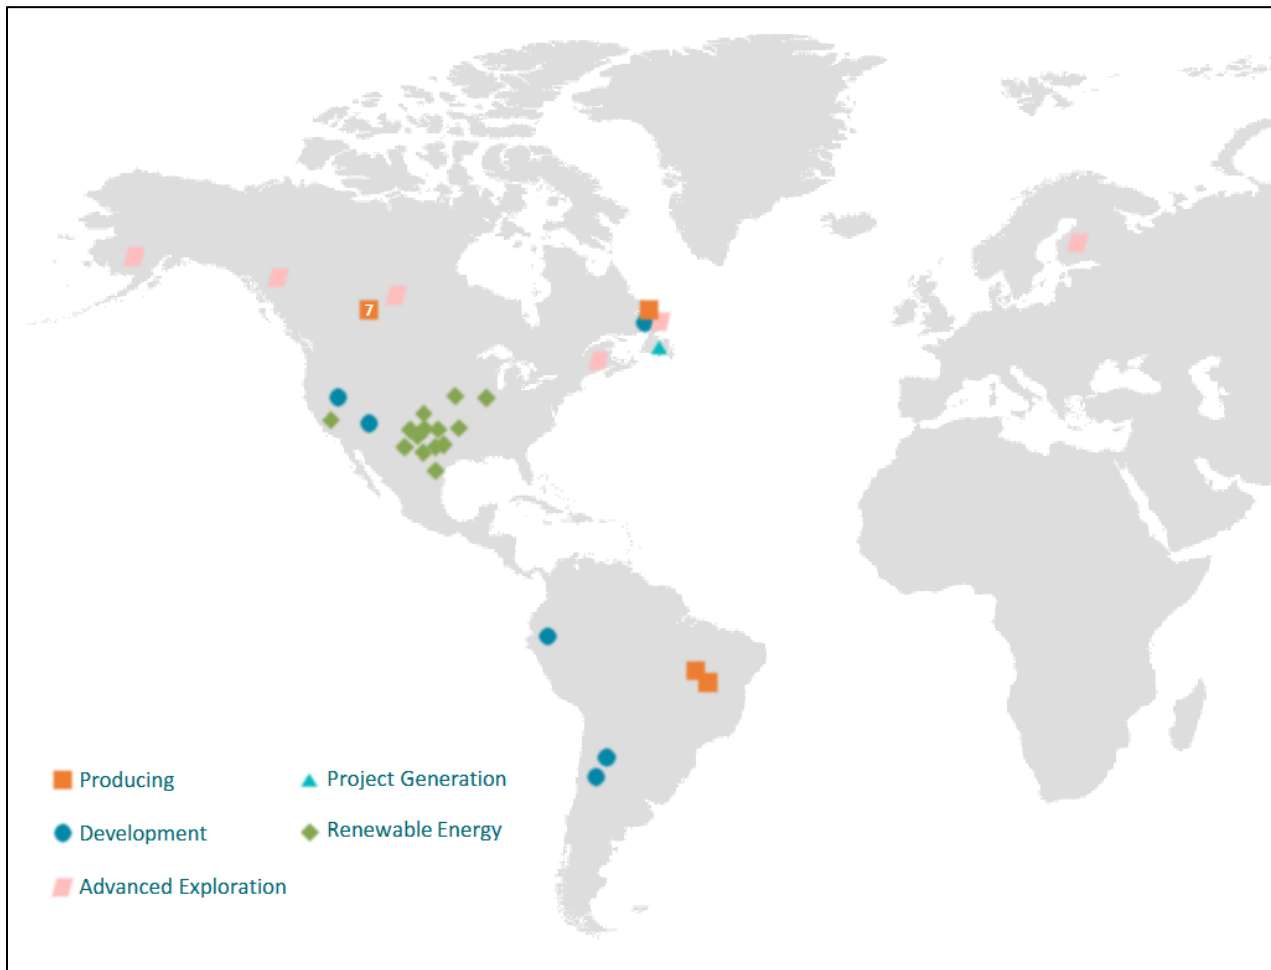 7
Producing
Project Generation
Development
Renewable Energy
Advanced Exploration